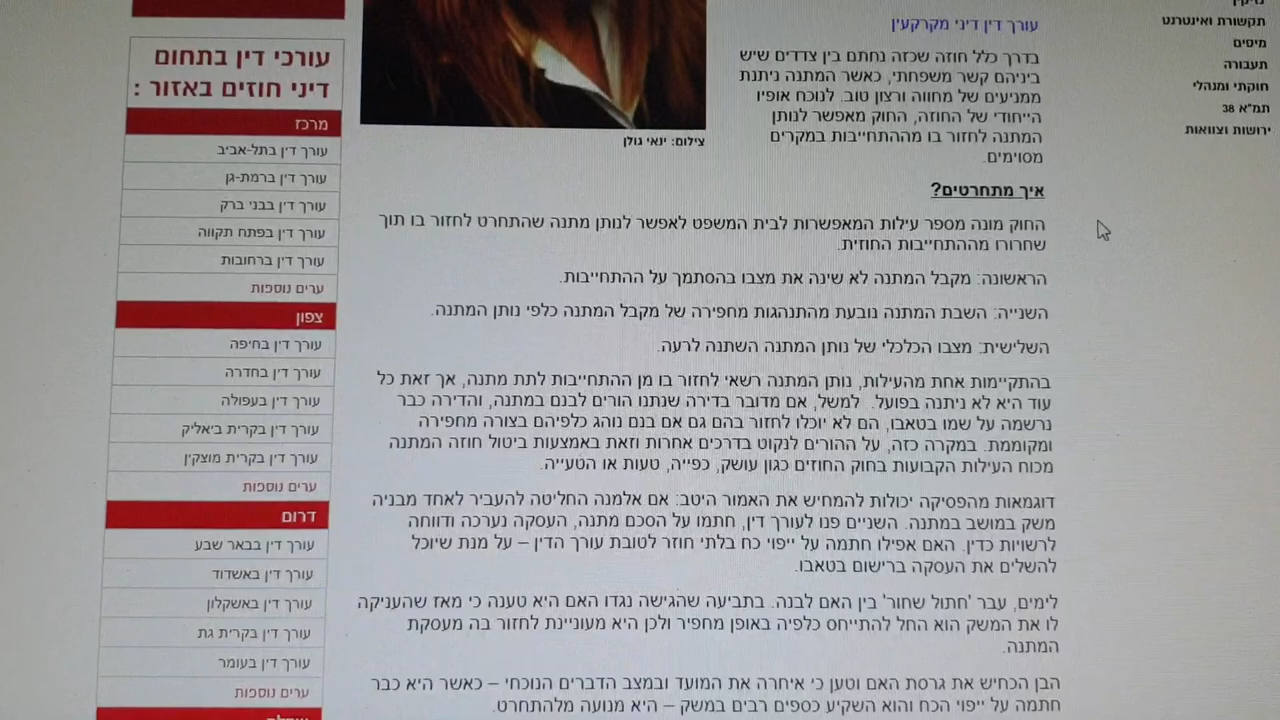 תקשורת ואינטרנט
מיסים
תעבורה
חוקתי ומנהלי
תמ"א 38
ירושות וצוואות
עורך דין דיני מקרקעין
בדרך כלל חוזה שכזה נחתם בין צדדים שיש
ביניהם קשר משפחתי, כאשר המתנה ניתנת
ממניעים של מחווה ורצון טוב. לנוכח אופיו
הייחודי של החוזה, החוק מאפשר לנותן
המתנה לחזור בו מההתחייבות במקרים
מסוימים.
צילום: ינאי גולן
איך מתחרטים?
החוק מונה מספר עילות המאפשרות לבית המשפט לאפשר לנותן מתנה שהתחרט לחזור בו תוך
שחרורו מההתחייבות החוזית.
הראשונה: מקבל המתנה לא שינה את מצבו בהסתמך על ההתחייבות.
השנייה: השבת המתנה נובעת מהתנהגות מחפירה של מקבל המתנה כלפי נותן המתנה.
השלישית: מצבו הכלכלי של נותן המתנה השתנה לרעה.
בהתקיימות אחת מהעילות, נותן המתנה רשאי לחזור בו מן ההתחייבות לתת מתנה, אך זאת כל
עוד היא לא ניתנה בפועל. למשל, אם מדובר בדירה שנתנו הורים לבנם במתנה, והדירה כבר
נרשמה על שמו בטאבו, הם לא יוכלו לחזור בהם גם אם בנם נוהג כלפיהם בצורה מחפירה
ומקוממת. במקרה כזה, על ההורים לנקוט בדרכים אחרות וזאת באמצעות ביטול חוזה המתנה
מכוח העילות הקבועות בחוק החוזים כגון עושק, כפייה, טעות או הטעייה.
דוגמאות מהפסיקה יכולות להמחיש את האמור היטב: אם אלמנה החליטה להעביר לאחד מבניה
משק במושב במתנה. השניים פנו לעורך דין, חתמו על הסכם מתנה, העסקה נערכה ודווחה
לרשויות כדין. האם אפילו חתמה על ייפוי כח בלתי חוזר לטובת עורך הדין – על מנת שיוכל
להשלים את העסקה ברישום בטאבו.
לימים, עבר 'חתול שחור' בין האם לבנה. בתביעה שהגישה נגדו האם היא טענה כי מאז שהעניקה
לו את המשק הוא החל להתייחס כלפיה באופן מחפיר ולכן היא מעוניינת לחזור בה מעסקת
המתנה.
הבן הכחיש את גרסת האם וטען כי איחרה את המועד ובמצב הדברים הנוכחי – כאשר היא כבר
חתמה על ייפוי הכח והוא השקיע כספים רבים במשק – היא מנועה מלהתחרט.
עורכי דין בתחום
דיני חוזים באזור :
מרכז
עורך דין בתל-אביב
עורך דין ברמת-גן
עורך דין בבני ברק
עורך דין בפתח תקווה
עורך דין ברחובות
ערים נוספות
צפון
עורך דין בחיפה
עורך דין בחדרה
עורך דין בעפולה
עורך דין בקרית ביאליק
עורך דין בקרית מוצקין
ערים נוספות
דרום
עורך דין בבאר שבע
עורך דין באשדוד
עורך דין באשקלון
עורך דין בקרית גת
עורך דין בעומר
ערים נוספות